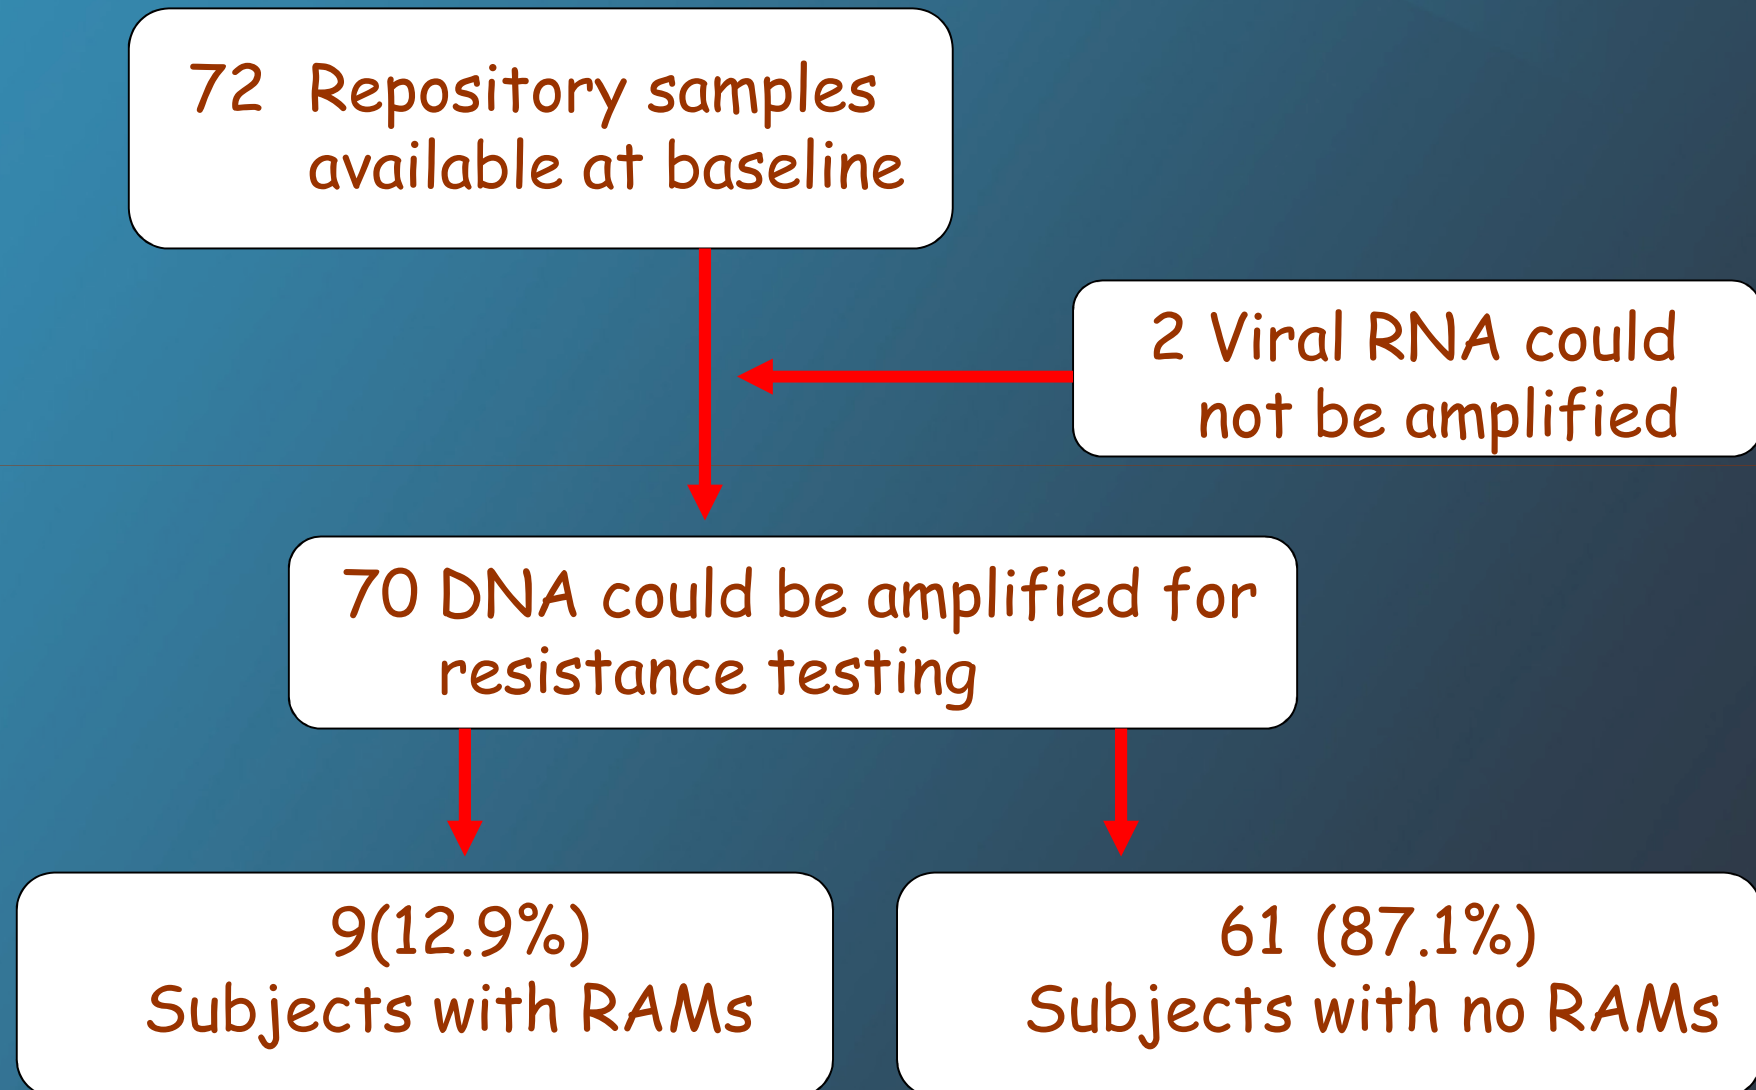 72 Repository samples
available at baseline
2 Viral RNA could
not be amplified
70 DNA could be amplified for
resistance testing
9(12.9%)
Subjects with RAMs
61 (87.1%)
Subjects with no RAMs